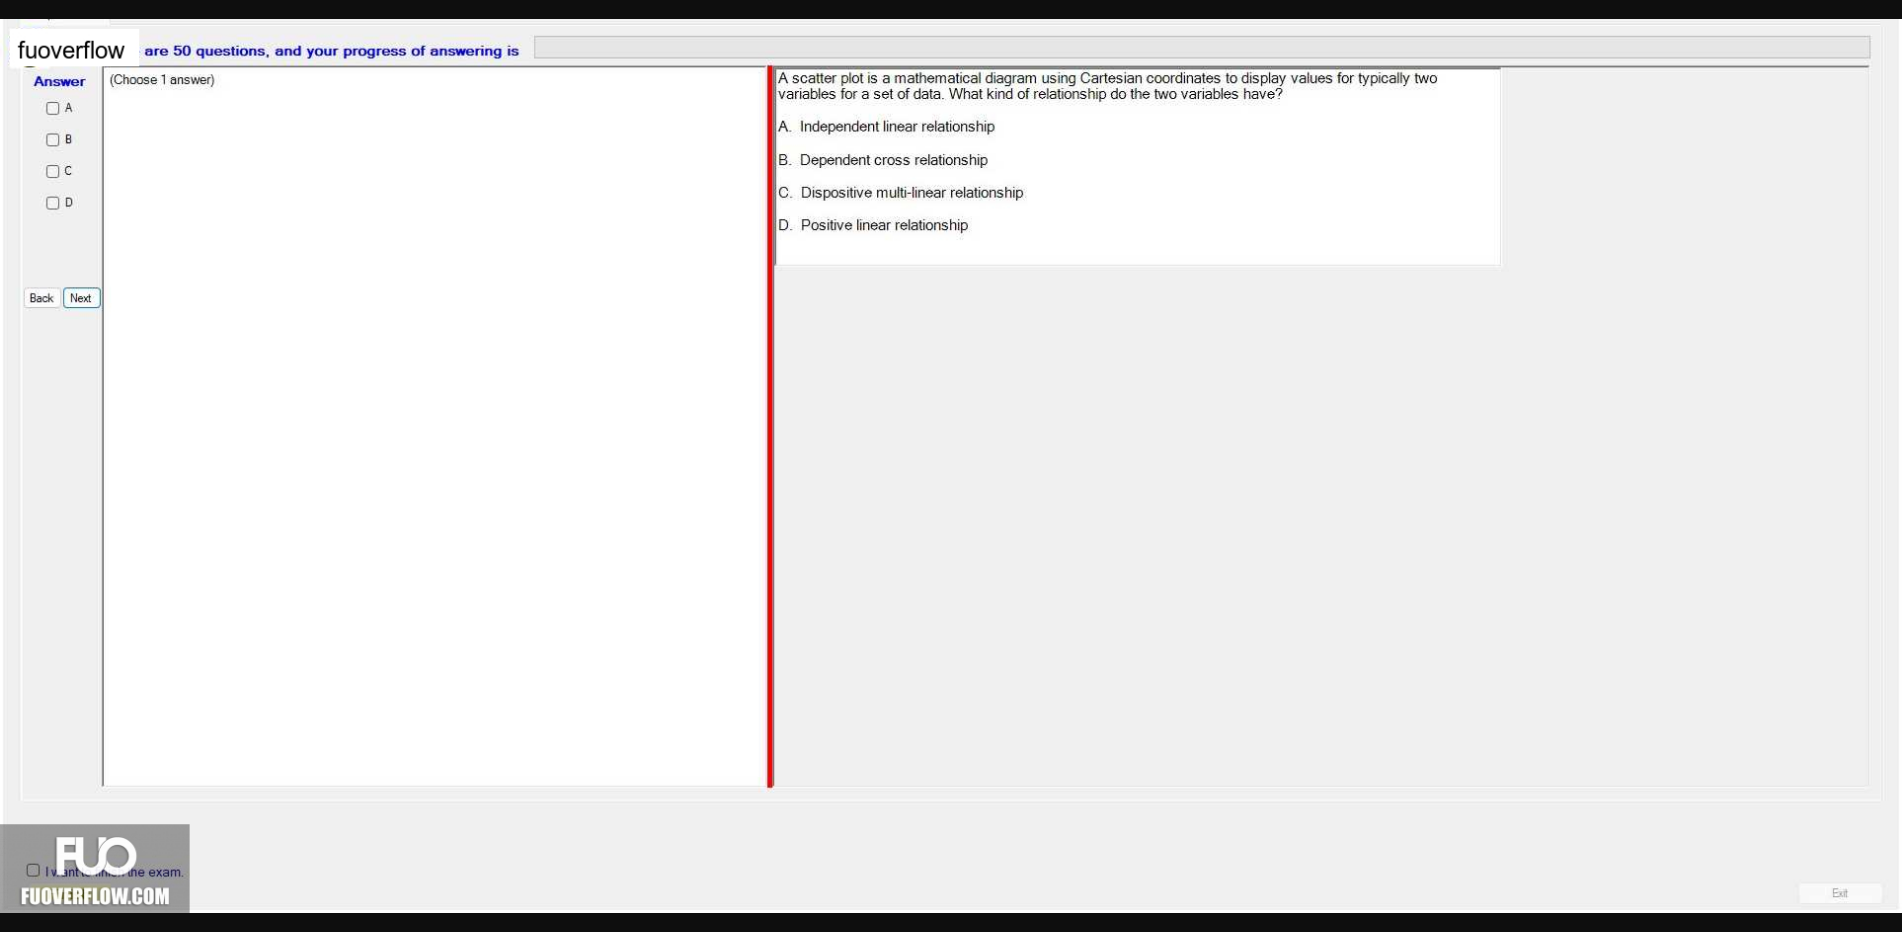 fuoverflow are 50 questions, and your progress of answering is
Answer
(Choose 1 answer)
A
B
C
D
Back Next
A scatter plot is a mathematical diagram using Cartesian coordinates to display values for typically two
variables for a set of data. What kind of relationship do the two variables have?
A. Independent linear relationship
B. Dependent cross relationship
C. Dispositive multi-linear relationship
D. Positive linear relationship
FUO
I want to finish the exam.
FUOVERFLOW.COM
Exit